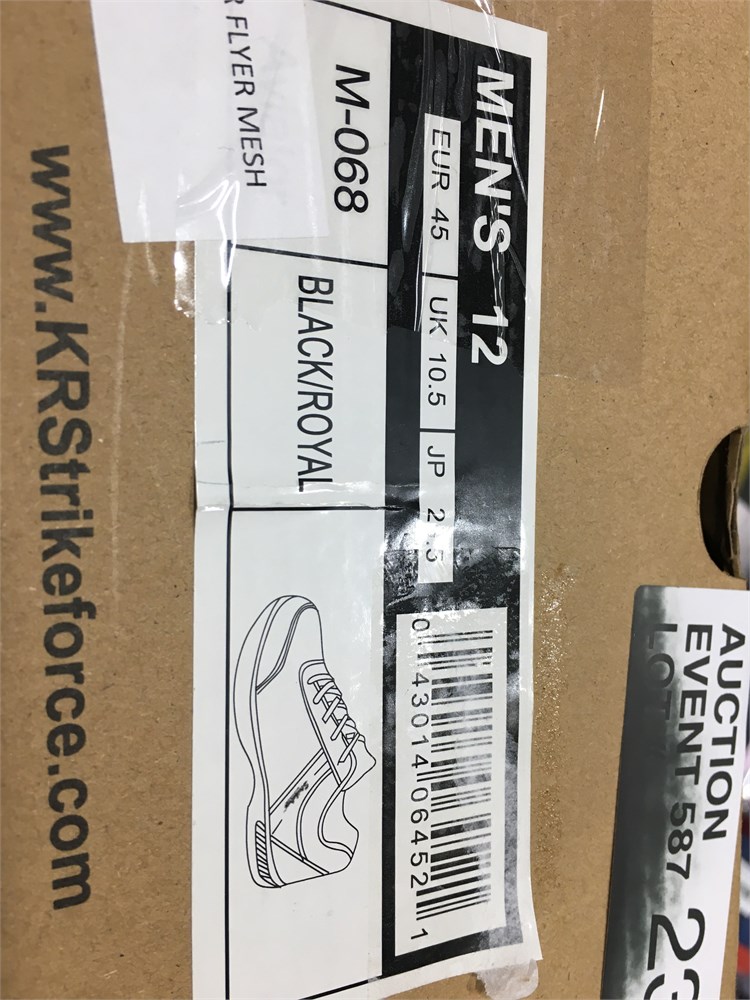 MEN'S 12
EUR 45 UK 10.5 JP
M-068
BLACK/ROYAL
FLYER MESH
0 43014 06452 1
www.KRStrikeforce.com
AUCTION
EVENT 587
LOT